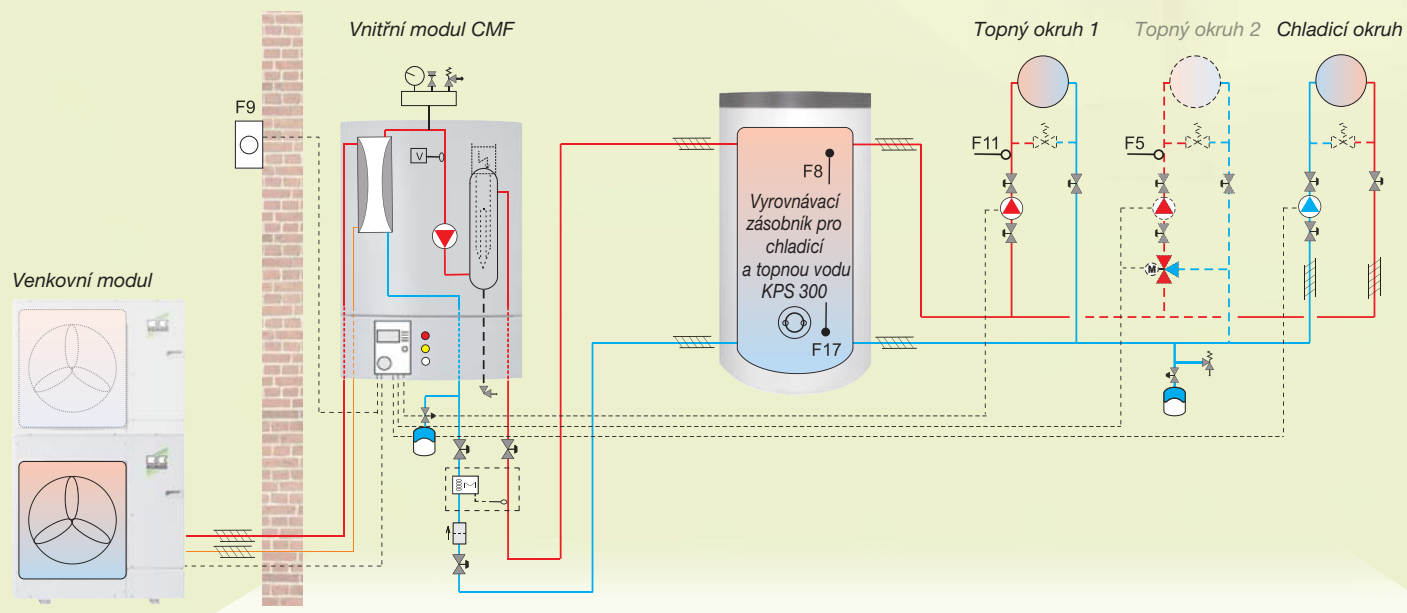 Vnitřní modul CMF
Topný okruh 1
Topný okruh 2
Chladicí okruh
F9
V
F11
F5
F8
Vyrovnávací
zásobník pro
chladicí
a topnou vodu
KPS 300
F17
M
Venkovní modul